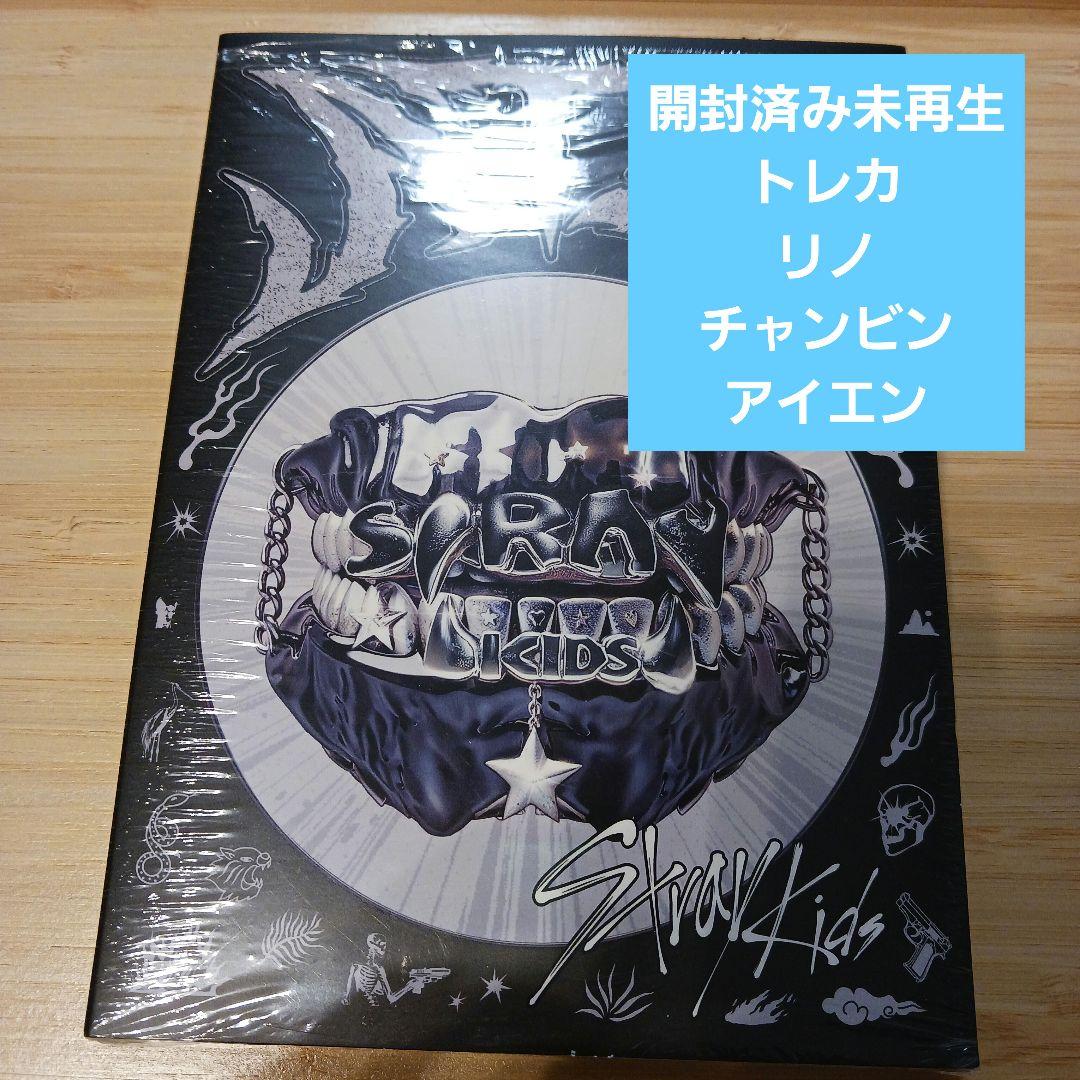 開封済み未再生
トレカ
リノ
チャンビン
アイエン
STRAY
KIDS
Stray Kids